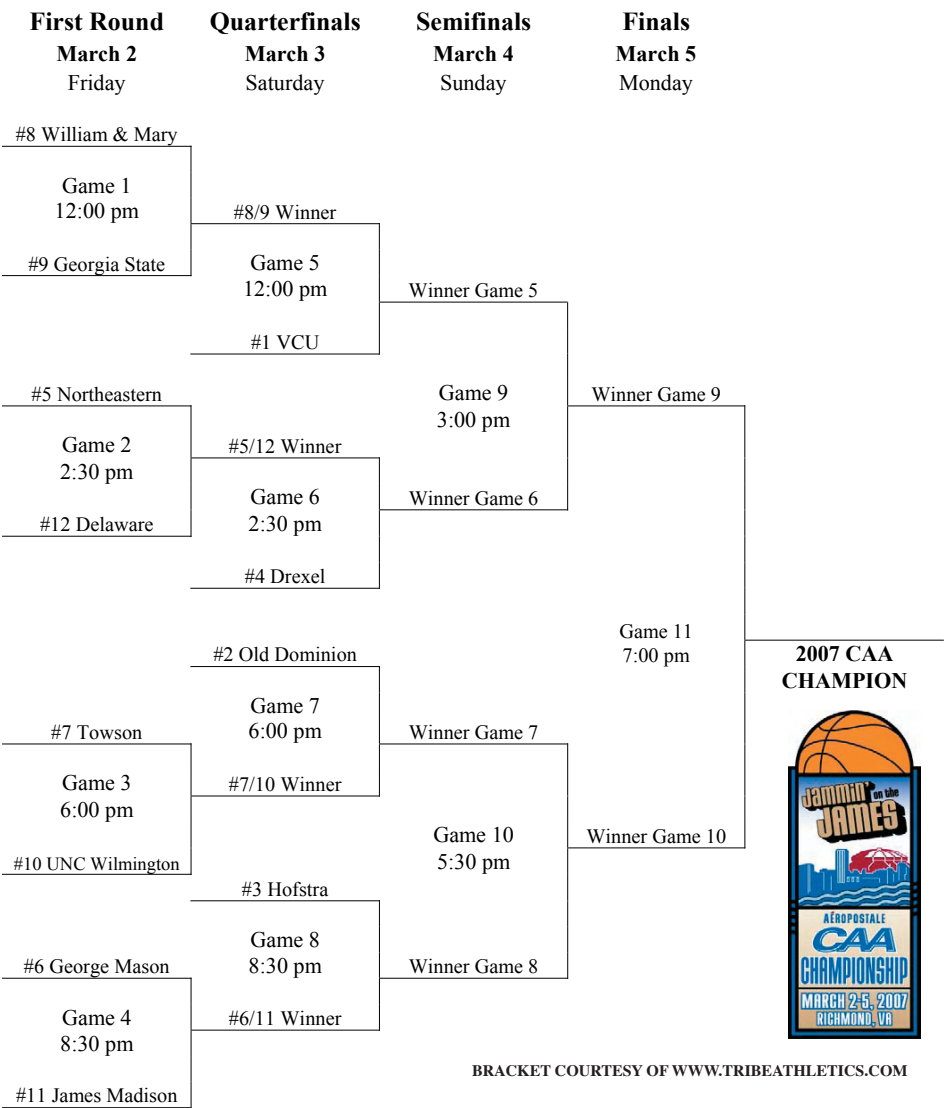 First Round
March 2
Friday
Quarterfinals
March 3
Saturday
Semifinals
March 4
Sunday
Finals
March 5
Monday
#8 William & Mary
Game 1
12:00 pm
#9 Georgia State
#5 Northeastern
Game 2
2:30 pm
#12 Delaware
#7 Towson
Game 3
6:00 pm
#10 UNC Wilmington
#6 George Mason
Game 4
8:30 pm
#11 James Madison
#8/9 Winner
Game 5
12:00 pm
#1 VCU
#5/12 Winner
Game 6
2:30 pm
#4 Drexel
#2 Old Dominion
Game 7
6:00 pm
#7/10 Winner
#3 Hofstra
Game 8
8:30 pm
#6/11 Winner
Winner Game 5
Game 9
3:00 pm
Winner Game 6
Winner Game 7
Game 10
5:30 pm
Winner Game 8
Winner Game 9
Game 11
7:00 pm
Winner Game 10
2007 CAA
CHAMPION
Jammin' on the
JAMES
AÉROPOSTALE
CAA
CHAMPIONSHIP
MARCH 2-5, 2007
RICHMOND, VA
BRACKET COURTESY OF WWW.TRIBEATHLETICS.COM